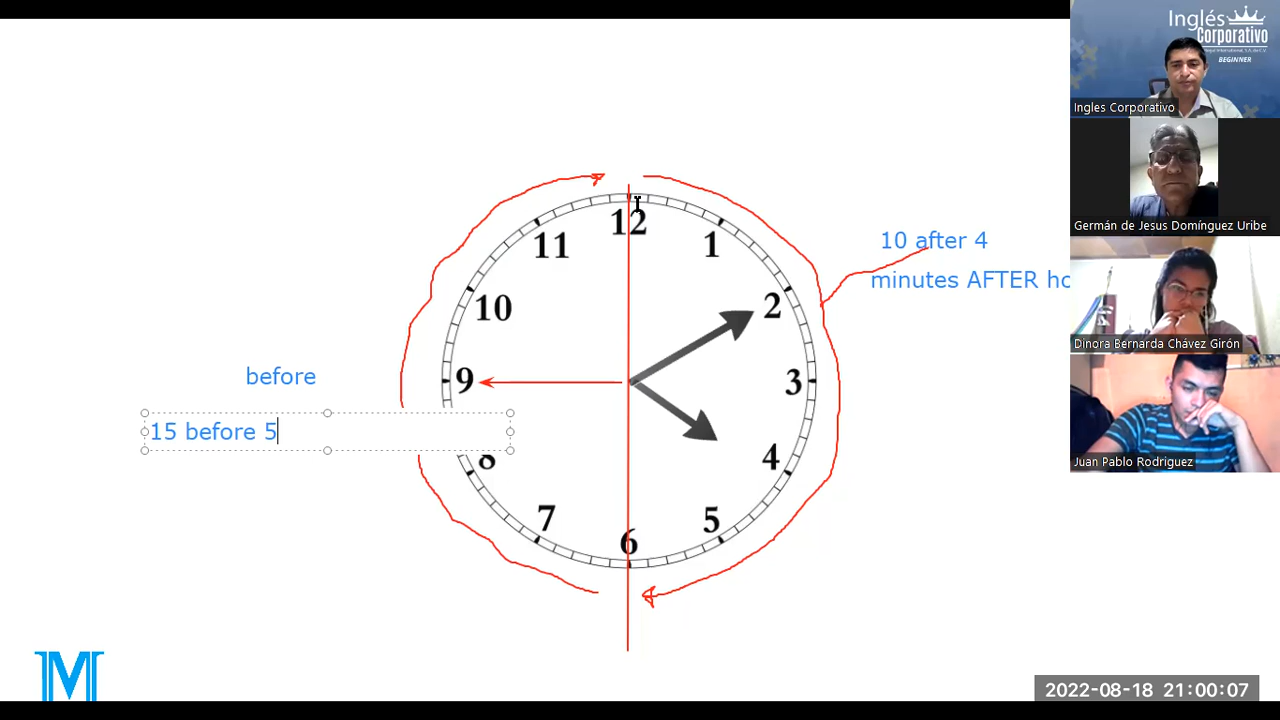 Inglés
Corporativo
BEGINNER
Ingles Corporativo
Germán de Jesus Domínguez Uribe
Dinora Bernarda Chávez Girón
Juan Pablo Rodriguez
10 after 4
minutes AFTER ho
before
15 before 5
12
11
1
10
2
9
3
8
4
7
5
6
M
2022-08-18 21:00:07